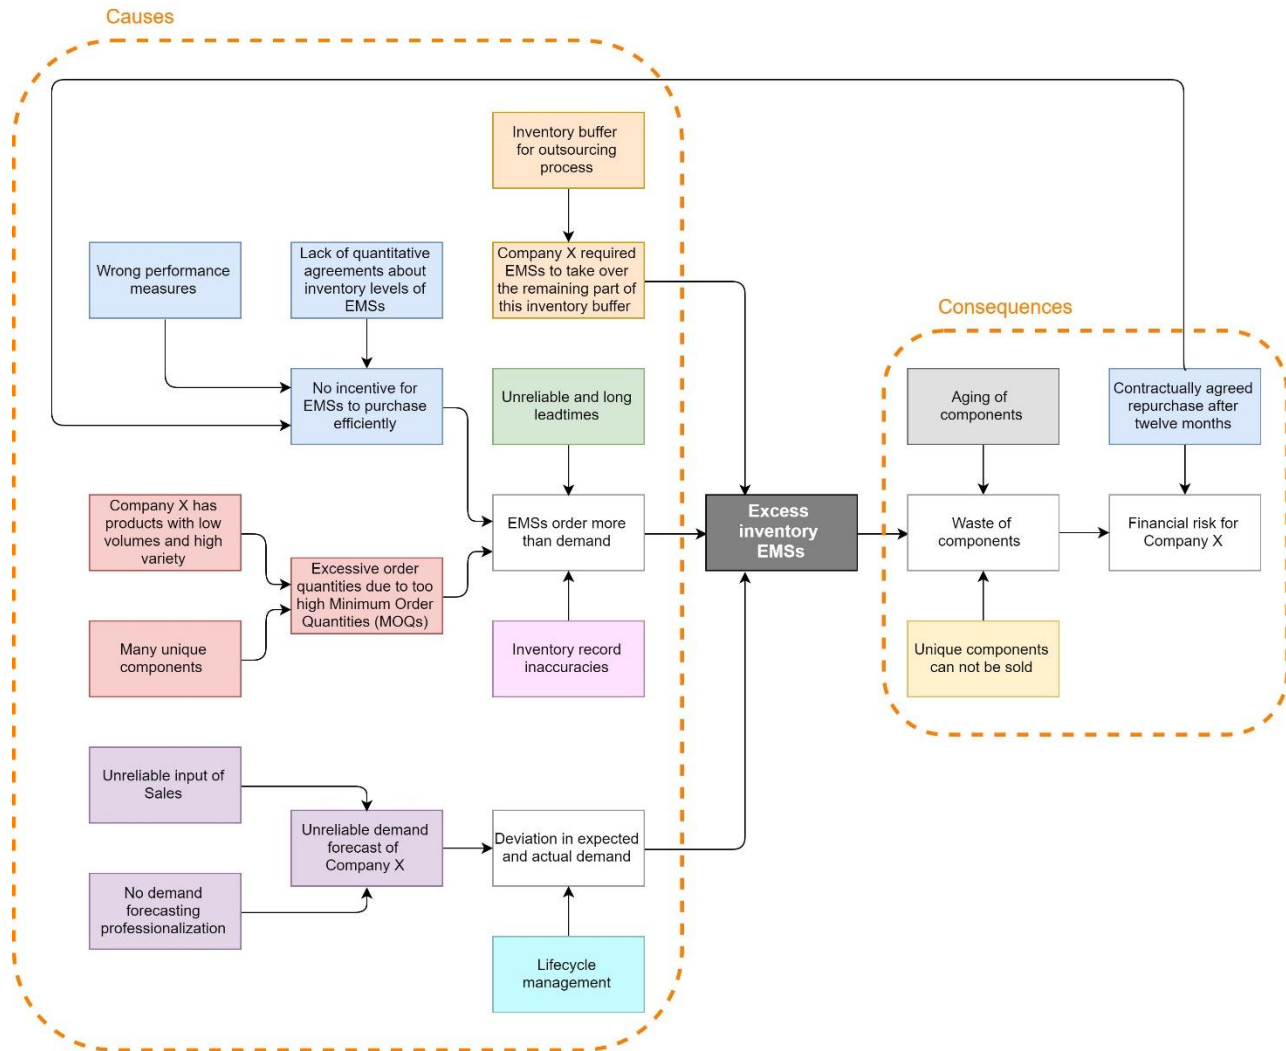 Causes
Inventory buffer
for outsourcing
process
Wrong performance
measures
Lack of quantitative
agreements about
inventory levels of
EMSs
Company X required
EMSs to take over
the remaining part of
this inventory buffer
Consequences
No incentive for
EMSs to purchase
efficiently
Unreliable and long
leadtimes
Aging of
components
Contractually agreed
repurchase after
twelve months
Company X has
products with low
volumes and high
variety
EMSs order more
than demand
Excess
inventory
EMSs
Waste of
components
Financial risk for
Company X
Excessive order
quantities due to too
high Minimum Order
Quantities (MOQs)
Many unique
components
Inventory record
inaccuracies
Unique components
can not be sold
Unreliable input of
Sales
Unreliable demand
forecast of
Company X
Deviation in expected
and actual demand
No demand
forecasting
professionalization
Lifecycle
management